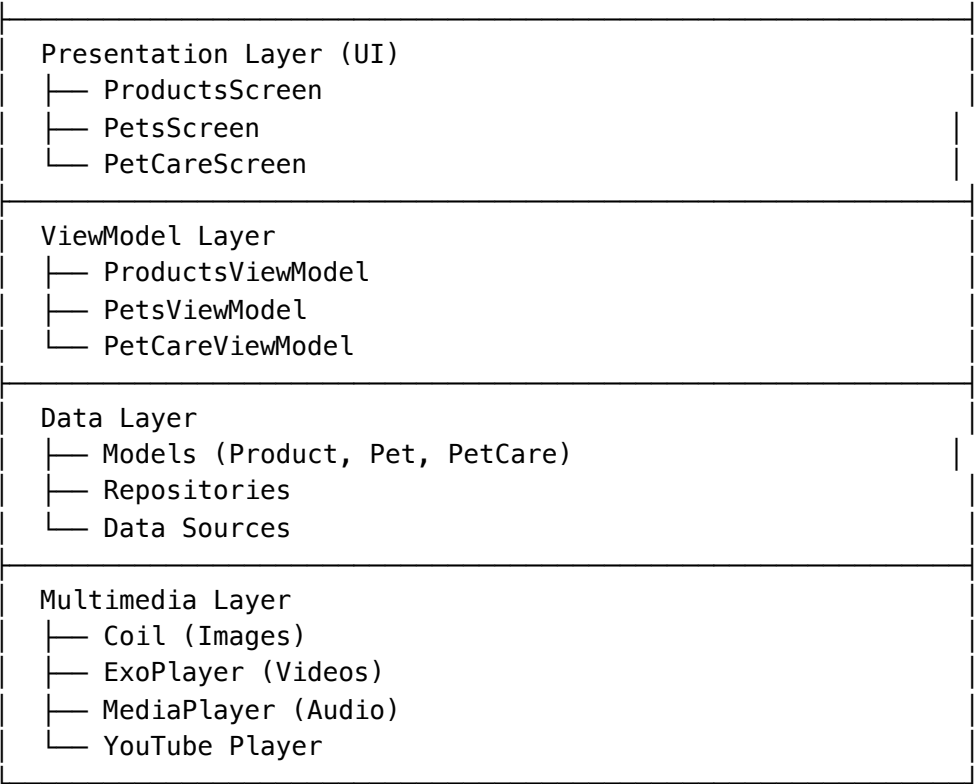 Presentation Layer (UI)
├── ProductsScreen
├── PetsScreen
└── PetCareScreen
ViewModel Layer
├── ProductsViewModel
├── PetsViewModel
└── PetCareViewModel
Data Layer
├── Models (Product, Pet, PetCare)
├── Repositories
└── Data Sources
Multimedia Layer
├── Coil (Images)
├── ExoPlayer (Videos)
├── MediaPlayer (Audio)
└── YouTube Player